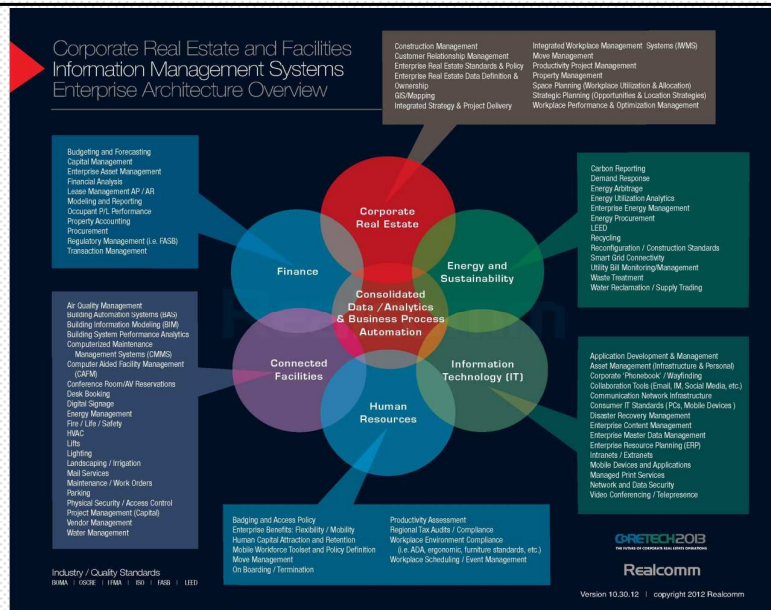 Corporate Real Estate and Facilities
Information Management Systems
Enterprise Architecture Overview
Construction Management
Customer Relationship Management
Enterprise Real Estate Standards & Policy
Enterprise Real Estate Data Definition &
Ownership
GIS/Mapping
Integrated Strategy & Project Delivery
Integrated Workplace Management Systems (IWMS)
Move Management
Productivity Project Management
Property Management
Space Planning (Workplace Utilization & Allocation)
Strategic Planning (Opportunities & Location Strategies)
Workplace Performance & Optimization Management
Budgeting and Forecasting
Capital Management
Enterprise Asset Management
Financial Analysis
Lease Management AP / AR
Modeling and Reporting
Occupant P/L Performance
Property Accounting
Procurement
Regulatory Management (i.e. FASB)
Transaction Management
Carbon Reporting
Demand Response
Energy Arbitrage
Energy Utilization Analytics
Enterprise Energy Management
Energy Procurement
LEED
Recycling
Reconfiguration / Construction Standards
Smart Grid Connectivity
Utility Bill Monitoring/Management
Waste Treatment
Water Reclamation / Supply Trading
Corporate
Real Estate
Finance
Energy and
Sustainability
Consolidated
Data /Analytics
& Business Process
Automation
Connected
Facilities
Information
Technology (IT)
Human
Resources
Air Quality Management
Building Automation Systems (BAS)
Building Information Modeling (BIM)
Building System Performance Analytics
Computerized Maintenance
Management Systems (CMMS)
Computer Aided Facility Management
(CAFM)
Conference Room/AV Reservations
Desk Booking
Digital Signage
Energy Management
Fire / Life / Safety
HVAC
Lifts
Lighting
Landscaping / Irrigation
Mail Services
Maintenance / Work Orders
Parking
Physical Security / Access Control
Project Management (Capital)
Vendor Management
Water Management
Application Development & Management
Asset Management (Infrastructure & Personal)
Corporate 'Phonebook' / Wayfinding
Collaboration Tools (Email, IM, Social Media, etc.)
Communication Network Infrastructure
Consumer IT Standards ( PCs, Mobile Devices )
Disaster Recovery Management
Enterprise Content Management
Enterprise Master Data Management
Enterprise Resource Planning (ERP)
Intranets / Extranets
Mobile Devices and Applications
Managed Print Services
Network and Data Security
Video Conferencing / Telepresence
Badging and Access Policy
Enterprise Benefits: Flexibility / Mobility
Human Capital Attraction and Retention
Mobile Workforce Toolset and Policy Definition
Move Management
On Boarding / Termination
Productivity Assessment
Regional Tax Audits / Compliance
Workplace Environment Compliance
(i.e. ADA, ergonomic, furniture standards, etc.)
Workplace Scheduling / Event Management
Industry / Quality Standards
BOMA | OSCRE | IFMA | ISO | FASB | LEED
CORETECH2013
THE FUTURE OF CORPORATE REAL ESTATE OPERATIONS
Realcomm
Version 10.30.12 | copyright 2012 Realcomm